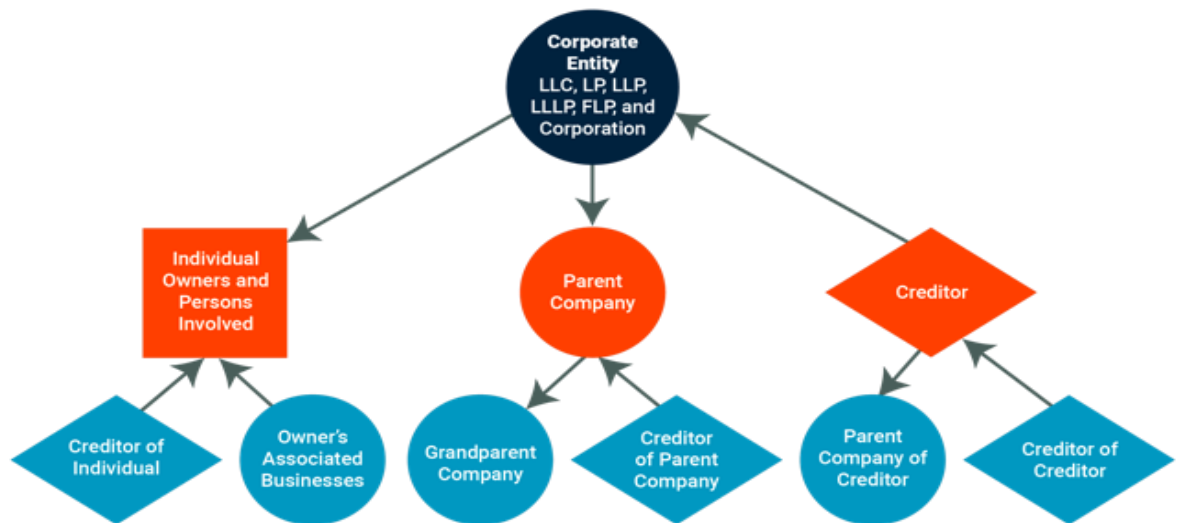 Corporate
Entity
LLC, LP, LLP,
LLLP, FLP, and
Corporation
Individual
Owners and
Persons
Involved
Parent
Company
Creditor
Creditor of
Individual
Owner's
Associated
Businesses
Grandparent
Company
Creditor
of Parent
Company
Parent
Company of
Creditor
Creditor of
Creditor